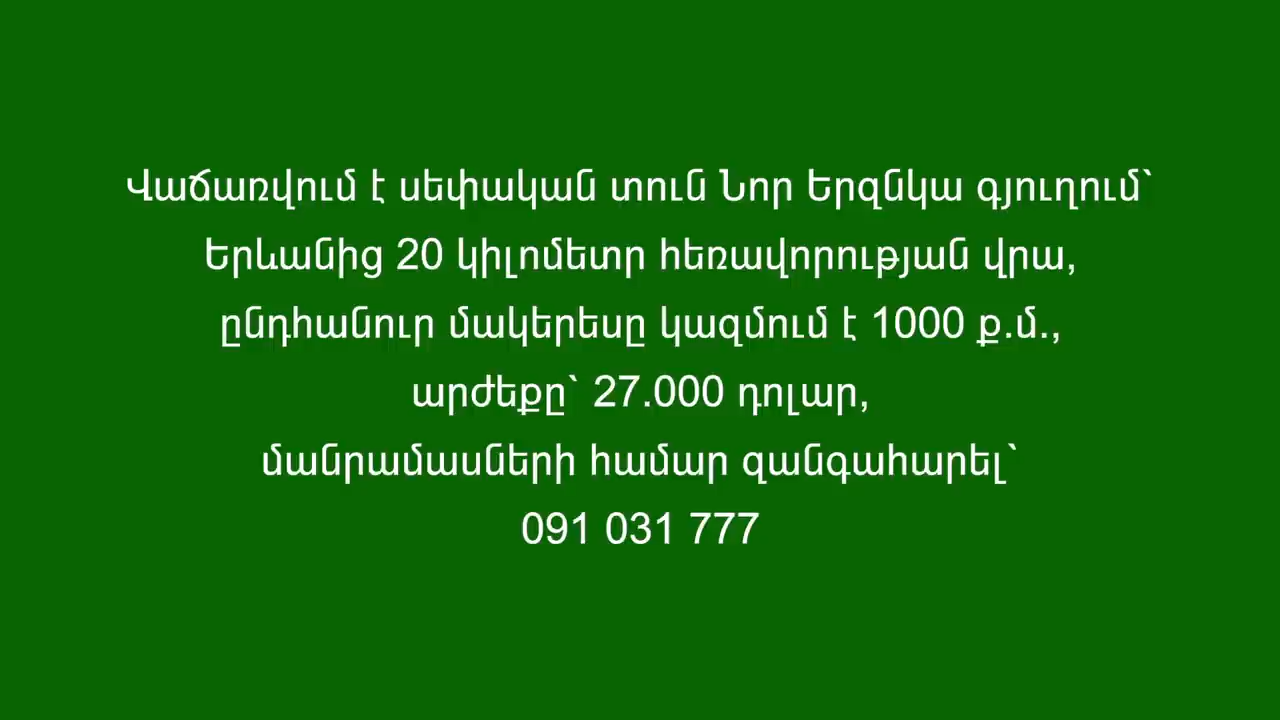 Վաճառվում է սեփական տուն Նոր Երզնկա գյուղում՝
Երևանից 20 կիլոմետր հեռավորության վրա,
ընդհանուր մակերեսը կազմում է 1000 ք.մ.,
արժեքը՝ 27.000 դոլար,
մանրամասների համար զանգահարել՝
091 031 777